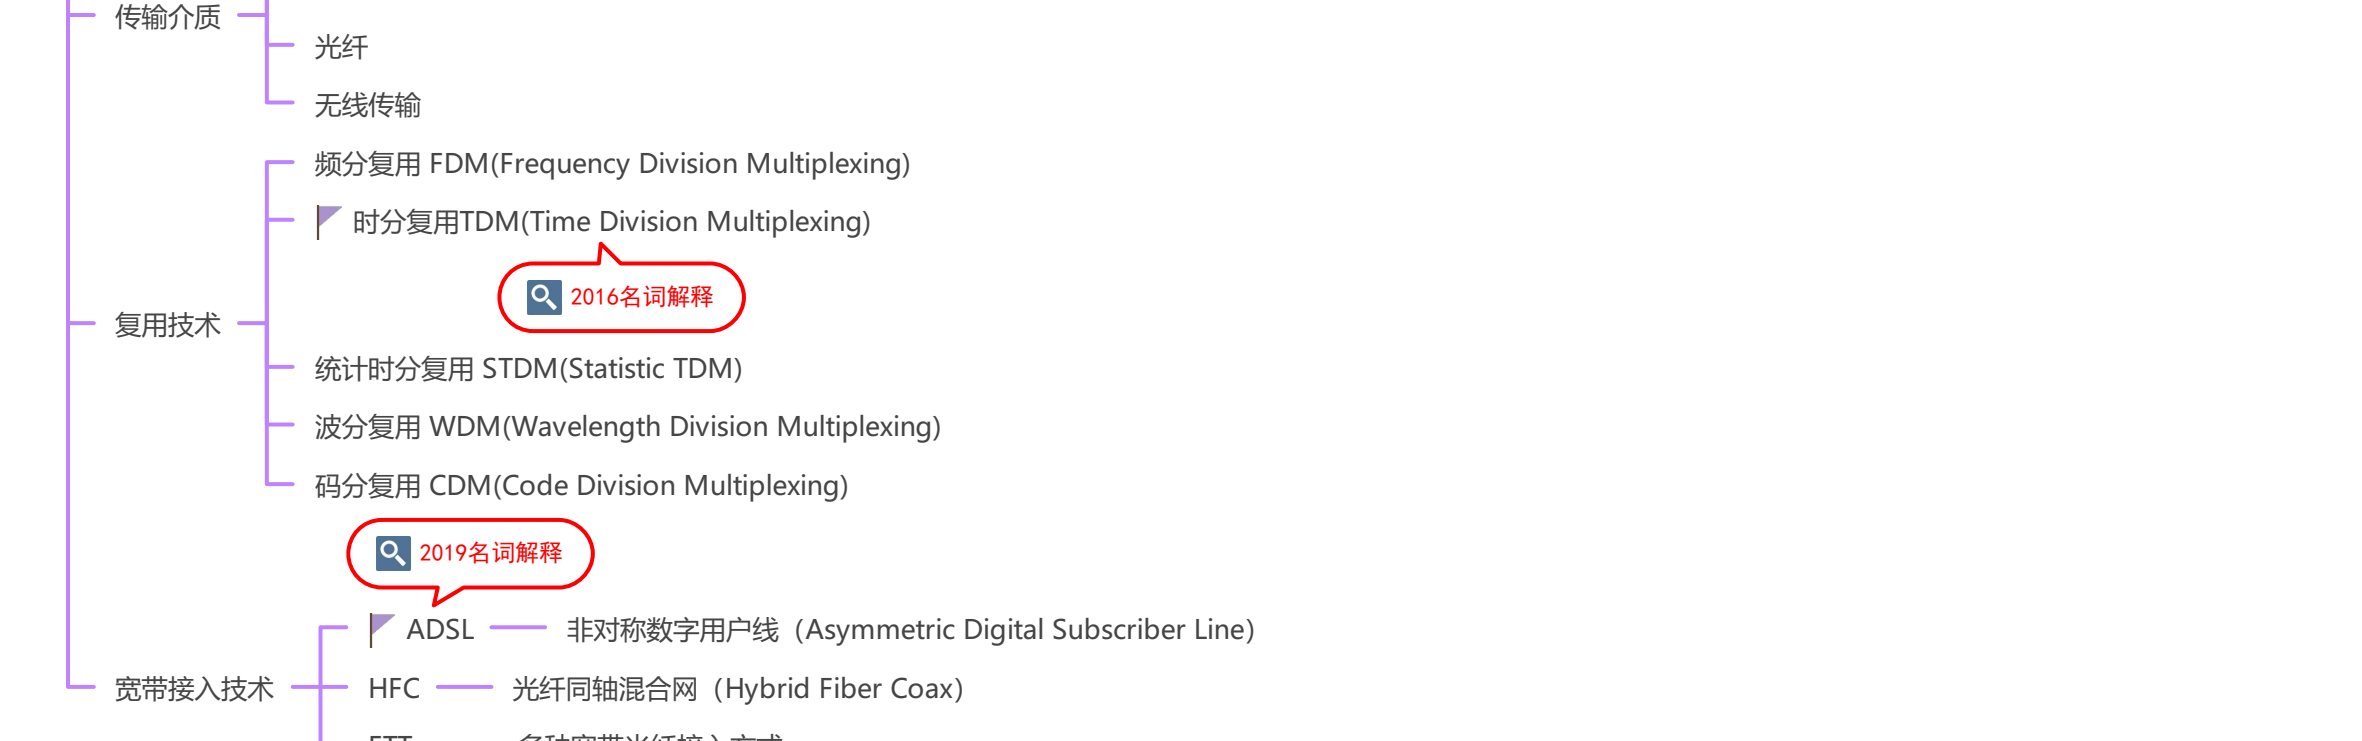 传输介质
光纤
无线传输
频分复用 FDM(Frequency Division Multiplexing)
时分复用TDM(Time Division Multiplexing)
2016名词解释
复用技术
统计时分复用 STDM(Statistic TDM)
波分复用 WDM(Wavelength Division Multiplexing)
码分复用 CDM(Code Division Multiplexing)
2019名词解释
ADSL 非对称数字用户线（Asymmetric Digital Subscriber Line）
宽带接入技术 HFC 光纤同轴混合网（Hybrid Fiber Coax）